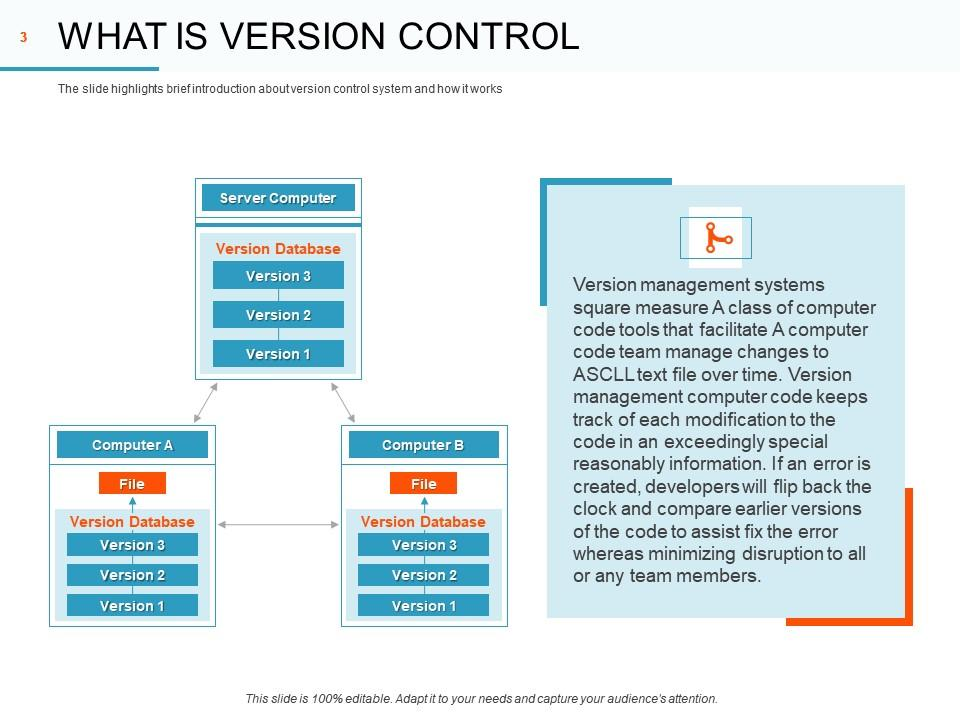 3
WHAT IS VERSION CONTROL
The slide highlights brief introduction about version control system and how it works
Server Computer
Version Database
Version 3
Version 2
Version 1
Computer A
File
Version Database
Version 3
Version 2
Version 1
Computer B
File
Version Database
Version 3
Version 2
Version 1
Version management systems
square measure A class of computer
code tools that facilitate A computer
code team manage changes to
ASCLL text file over time. Version
management computer code keeps
track of each modification to the
code in an exceedingly special
reasonably information. If an error is
created, developers will flip back the
clock and compare earlier versions
of the code to assist fix the error
whereas minimizing disruption to all
or any team members.
This slide is 100% editable. Adapt it to your needs and capture your audience's attention.